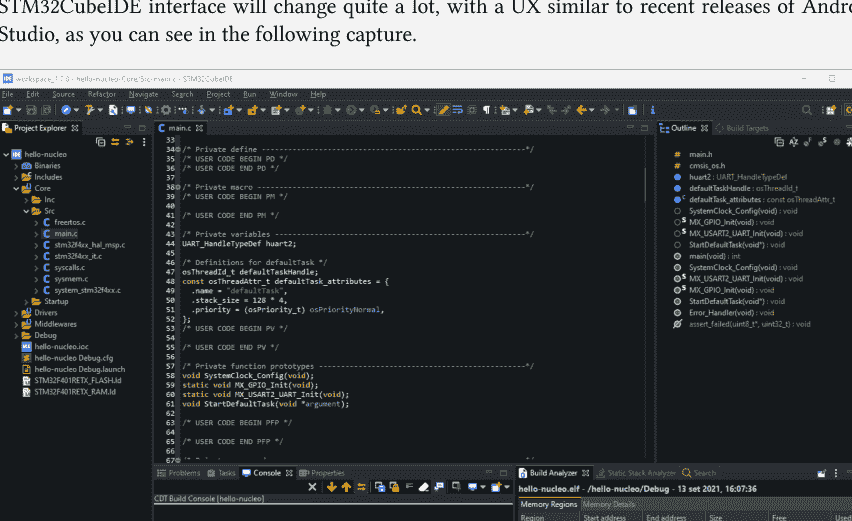 STM32CubeIDE interface will change quite a lot, with a UX similar to recent releases of Andro
Studio, as you can see in the following capture.
IDE workspace_1.7.0 - hello-nucleo/Core/Src/main.c - STM32CubeIDE
File Edit Source Refactor Navigate Search Project Run Window Help
Project Explorer
hello-nucleo
Binaries
Includes
Core
Inc
Src
freertos.c
main.c
stm32f4xx_hal_msp.c
stm32f4xx_it.c
syscalls.c
sysmem.c
system_stm32f4xx.c
Startup
Drivers
Middlewares
Debug
hello-nucleo.ioc
hello-nucleo Debug.cfg
hello-nucleo Debug.launch
STM32F401RETX_FLASH.ld
STM32F401RETX_RAM.ld
main.c
33
34 /* Private define ------------------------------------------------------------*/
35 /* USER CODE BEGIN PD */
36 /* USER CODE END PD */
37
38 /* Private macro -------------------------------------------------------------*/
39 /* USER CODE BEGIN PM */
40
41 /* USER CODE END PM */
42
43 /* Private variables ---------------------------------------------------------*/
44 UART_HandleTypeDef huart2;
45
46 /* Definitions for defaultTask */
47 osThreadId_t defaultTaskHandle;
48 const osThreadAttr_t defaultTask_attributes = {
49 .name = "defaultTask",
50 .stack_size = 128 * 4,
51 .priority = (osPriority_t) osPriorityNormal,
52 };
53 /* USER CODE BEGIN PV */
54
55 /* USER CODE END PV */
56
57 /* Private function prototypes -----------------------------------------------*/
58 void SystemClock_Config(void);
59 static void MX_GPIO_Init(void);
60 static void MX_USART2_UART_Init(void);
61 void StartDefaultTask(void *argument);
62
63 /* USER CODE BEGIN PFP */
64
65 /* USER CODE END PFP */
66
67
Outline Build Targets
main.h
cmsis_os.h
huart2 : UART_HandleTypeDef
defaultTaskHandle : osThreadId_t
defaultTask_attributes : const osThreadAttr_t
SystemClock_Config(void) : void
MX_GPIO_Init(void) : void
MX_USART2_UART_Init(void) : void
StartDefaultTask(void*) : void
main(void) : int
SystemClock_Config(void) : void
MX_USART2_UART_Init(void) : void
MX_GPIO_Init(void) : void
StartDefaultTask(void*) : void
Error_Handler(void) : void
assert_failed(uint8_t*, uint32_t) : void
Problems Tasks Console Properties
CDT Build Console [hello-nucleo]
Build Analyzer Static Stack Analyzer Search
hello-nucleo.elf - /hello-nucleo/Debug - 13 set 2021, 16:07:36
Memory Regions Memory Details
Region Start address End address Size Free Used